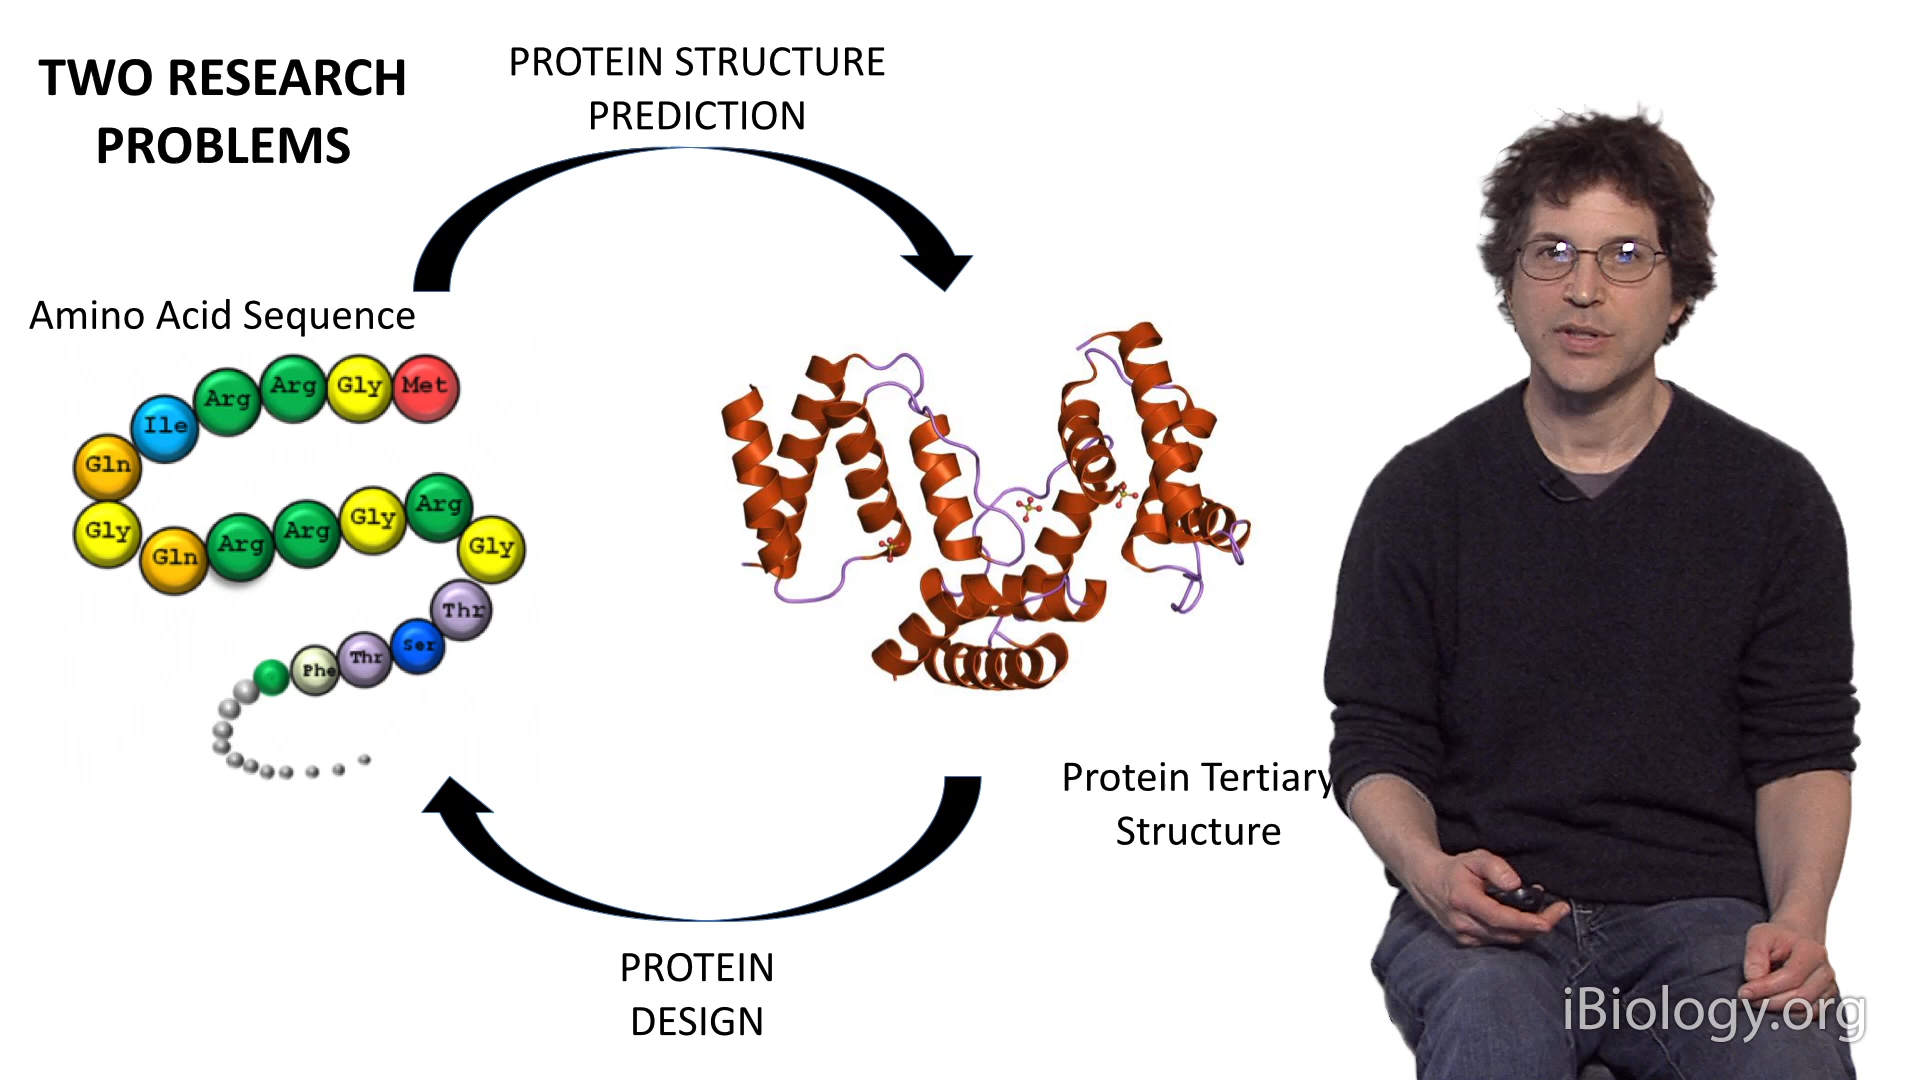 TWO RESEARCH
PROBLEMS
PROTEIN STRUCTURE
PREDICTION
Amino Acid Sequence
Met
Gly
Arg
Arg
Ile
Gln
Gly
Gln
Arg
Arg
Gly
Arg
Gly
Thr
Ser
Thr
Phe
Protein Tertiary
Structure
PROTEIN
DESIGN
iBiology.org